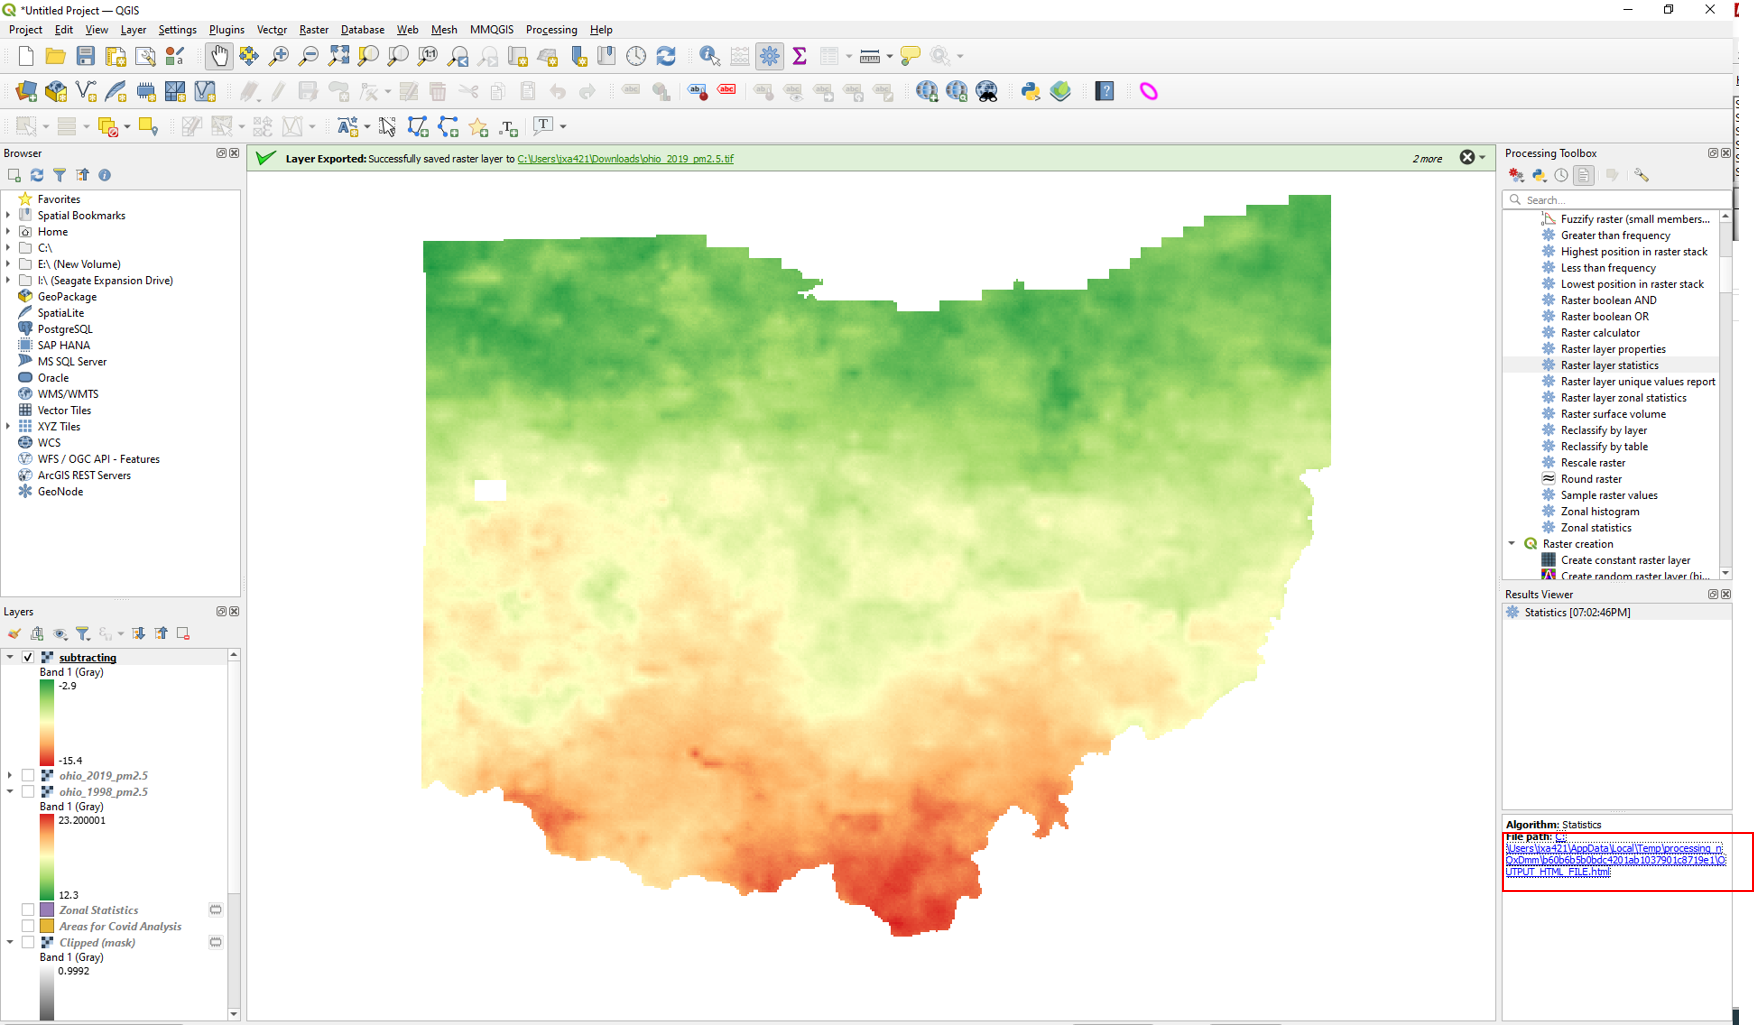 *Untitled Project — QGIS
Project Edit View Layer Settings Plugins Vector Raster Database Web Mesh MMQGIS Processing Help
Browser
Favorites
Spatial Bookmarks
Home
C:\
E:\ (New Volume)
I:\ (Seagate Expansion Drive)
GeoPackage
SpatiaLite
PostgreSQL
SAP HANA
MS SQL Server
Oracle
WMS/WMTS
Vector Tiles
XYZ Tiles
WCS
WFS / OGC API - Features
ArcGIS REST Servers
GeoNode
Layers
subtracting
Band 1 (Gray)
-2.9
-15.4
ohio_2019_pm2.5
ohio_1998_pm2.5
Band 1 (Gray)
23.200001
12.3
Zonal Statistics
Areas for Covid Analysis
Clipped (mask)
Band 1 (Gray)
0.9992
Layer Exported: Successfully saved raster layer to C:\Users\jxa421\Downloads\ohio_2019_pm2.5.tif
2 more
Processing Toolbox
Search...
Fuzzify raster (small members...
Greater than frequency
Highest position in raster stack
Less than frequency
Lowest position in raster stack
Raster boolean AND
Raster boolean OR
Raster calculator
Raster layer properties
Raster layer statistics
Raster layer unique values report
Raster layer zonal statistics
Raster surface volume
Reclassify by layer
Reclassify by table
Rescale raster
Round raster
Sample raster values
Zonal histogram
Zonal statistics
Raster creation
Create constant raster layer
Create random raster layer (bi...
Results Viewer
Statistics [07:02:46PM]
Algorithm: Statistics
File path: C:
\Users\jxa421\AppData\Local\Temp\processing_n
OxDmm\b60b6b5b0bdc4201ab1037901c8719e1\O
UTPUT_HTML_FILE.html